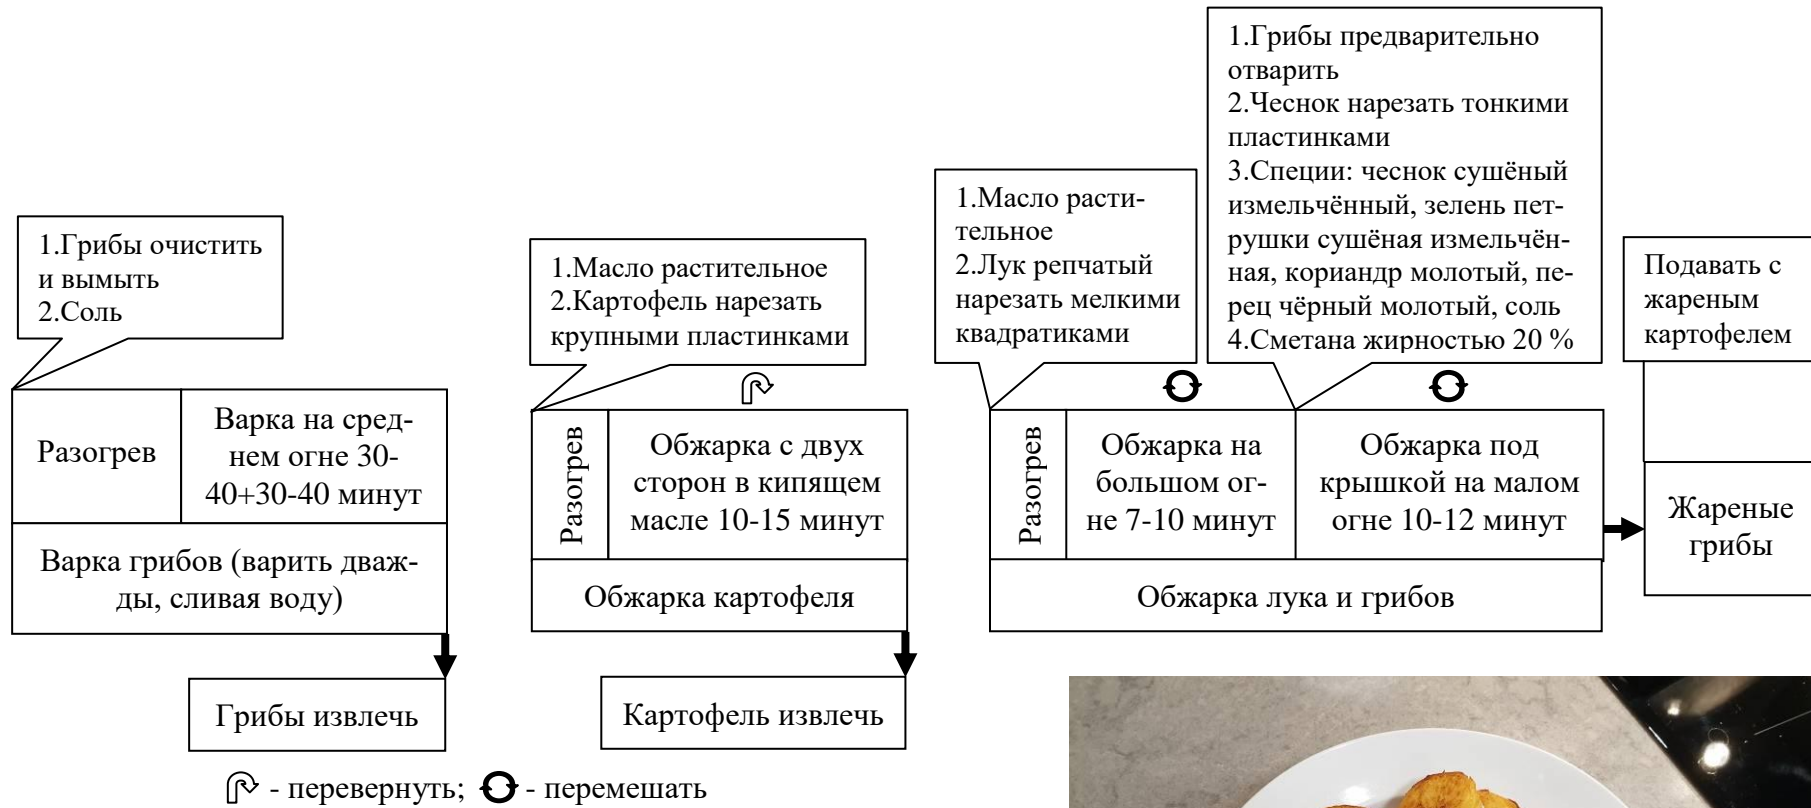 1.Грибы очистить
и вымыть
2.Соль
Разогрев
Варка на сред-
нем огне 30-
40+30-40 минут
Варка грибов (варить дваж-
ды, сливая воду)
Грибы извлечь
1.Масло растительное
2.Картофель нарезать
крупными пластинками
Разогрев
Обжарка с двух
сторон в кипящем
масле 10-15 минут
Обжарка картофеля
Картофель извлечь
1.Масло расти-
тельное
2.Лук репчатый
нарезать мелкими
квадратиками
1.Грибы предварительно
отварить
2.Чеснок нарезать тонкими
пластинками
3.Специи: чеснок сушёный
измельчённый, зелень пет-
рушки сушёная измельчён-
ная, кориандр молотый, пе-
рец чёрный молотый, соль
4.Сметана жирностью 20 %
Разогрев
Обжарка на
большом ог-
не 7-10 минут
Обжарка под
крышкой на малом
огне 10-12 минут
Обжарка лука и грибов
Подавать с
жареным
картофелем
Жареные
грибы
- перевернуть; - перемешать